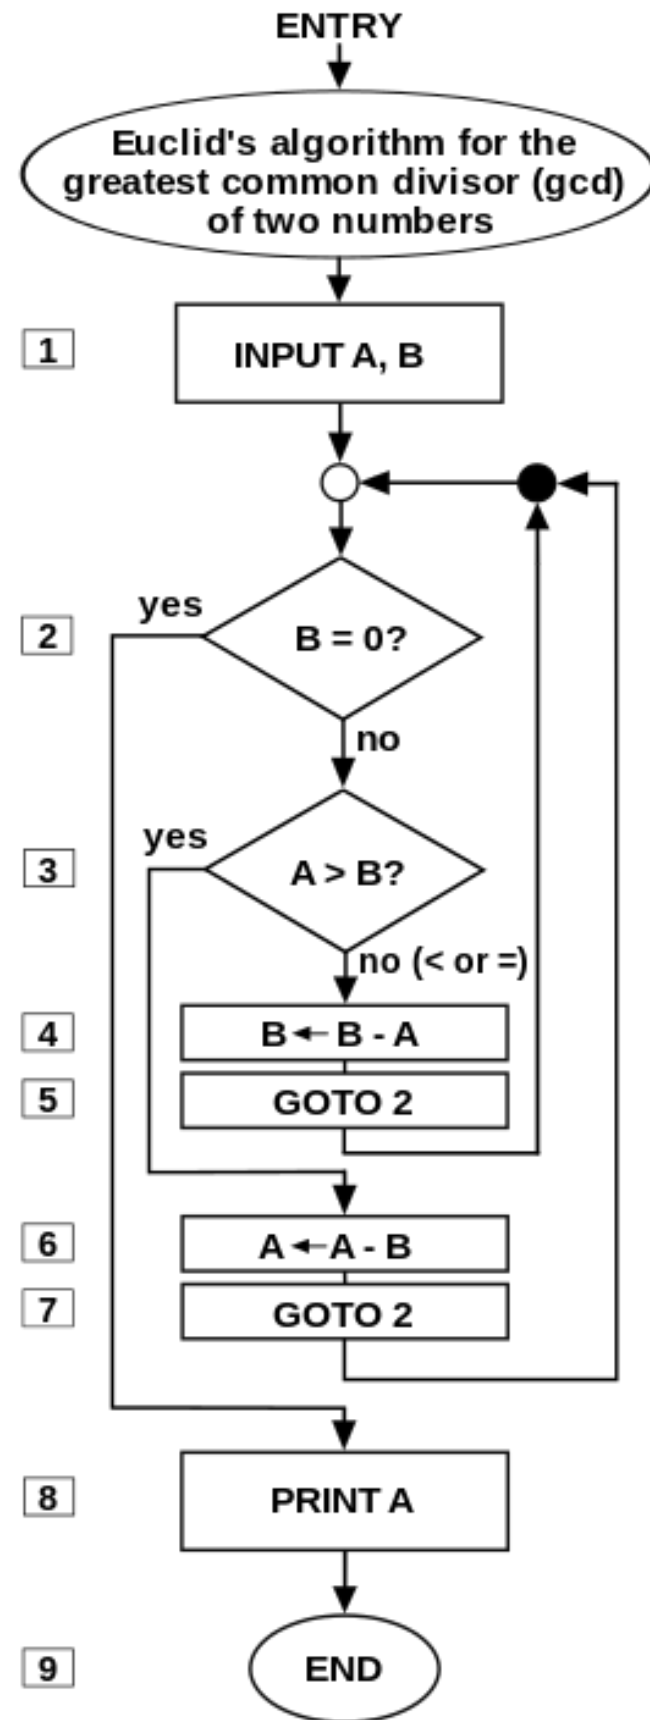 ENTRY
Euclid's algorithm for the
greatest common divisor (gcd)
of two numbers
1
INPUT A, B
yes
2
B = 0?
no
yes
3
A > B?
no (< or =)
4
B ← B - A
5
GOTO 2
6
A ← A - B
7
GOTO 2
8
PRINT A
9
END